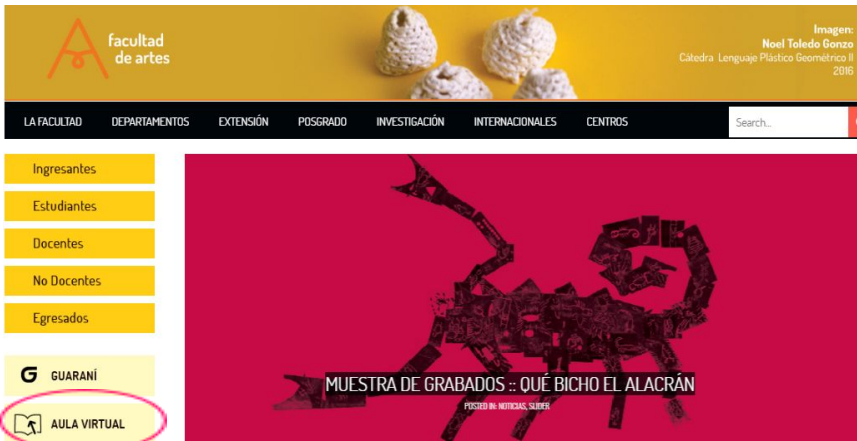 facultad
de artes
Imagen:
Noel Toledo Gonzo
Cátedra Lenguaje Plástico Geométrico II
2016
LA FACULTAD DEPARTAMENTOS EXTENSIÓN POSGRADO INVESTIGACIÓN INTERNACIONALES CENTROS Search...
Ingresantes
Estudiantes
Docentes
No Docentes
Egresados
GUARANÍ
AULA VIRTUAL
MUESTRA DE GRABADOS :: QUÉ BICHO EL ALACRÁN
POSTED IN: NOTICIAS, SLIDER